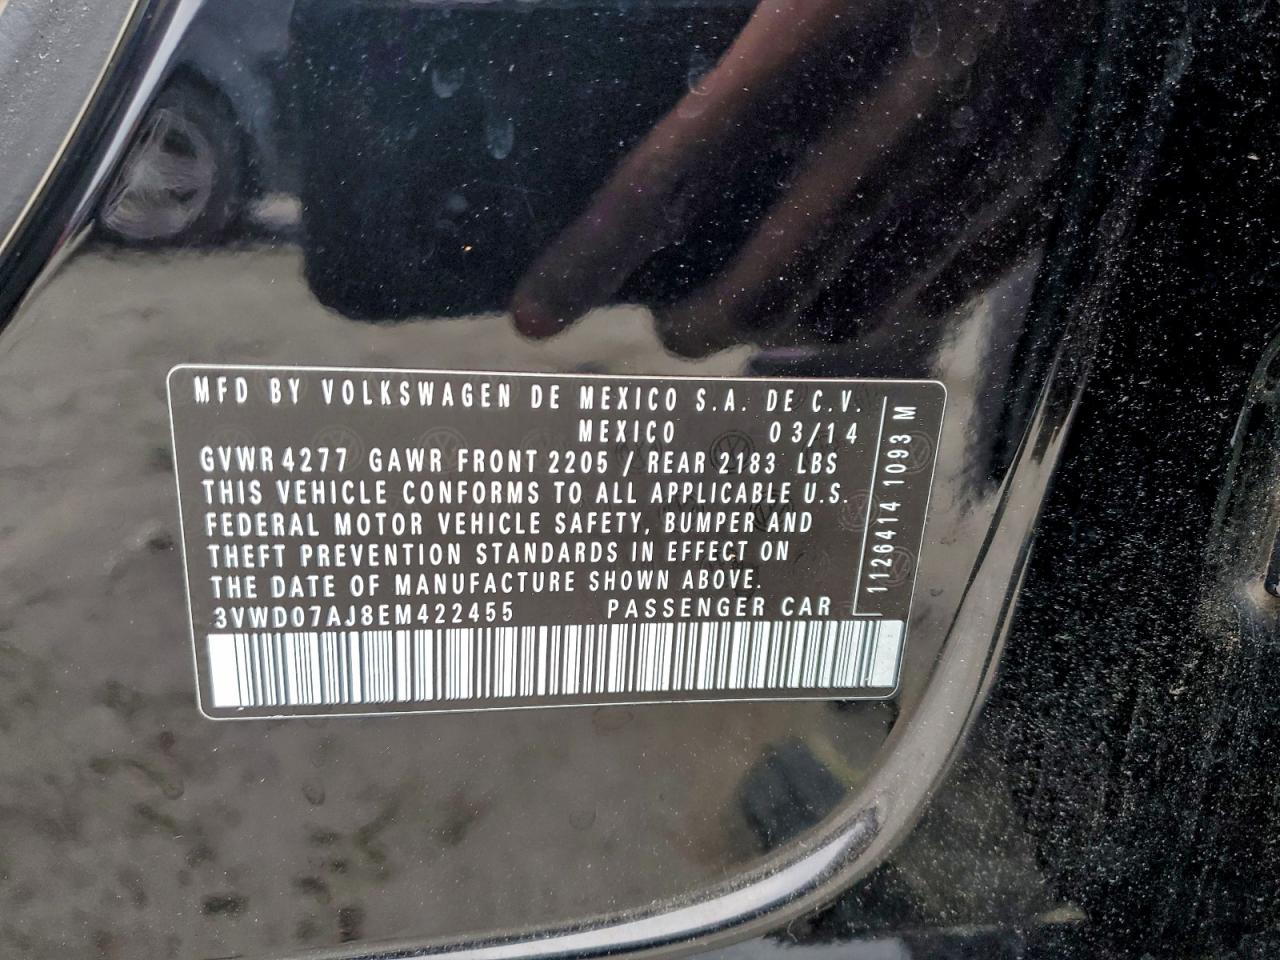 MFD BY VOLKSWAGEN DE MEXICO S.A. DE C.V.
MEXICO 03/14
GVWR 4277 GAWR FRONT 2205 / REAR 2183 LBS
THIS VEHICLE CONFORMS TO ALL APPLICABLE U.S.
FEDERAL MOTOR VEHICLE SAFETY, BUMPER AND
THEFT PREVENTION STANDARDS IN EFFECT ON
THE DATE OF MANUFACTURE SHOWN ABOVE.
3VWD07AJ8EM422455 PASSENGER CAR
1126414 1093 M